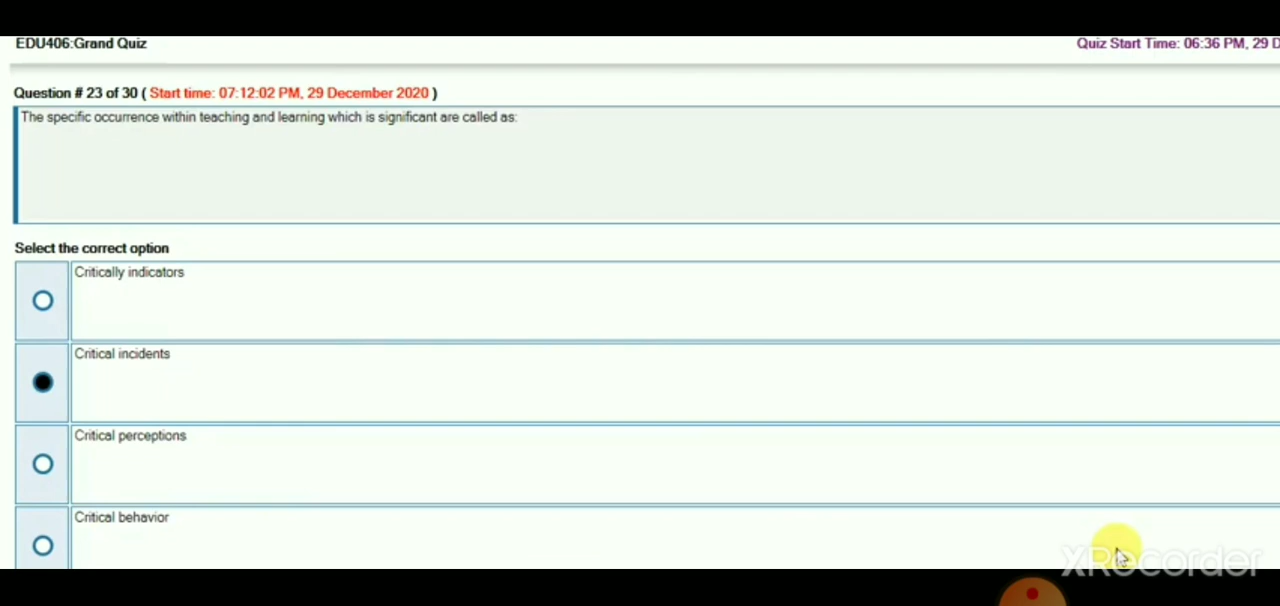 EDU406:Grand Quiz
Quiz Start Time: 06:36 PM, 29 D
Question # 23 of 30 ( Start time: 07:12:02 PM, 29 December 2020 )
The specific occurrence within teaching and learning which is significant are called as:
Select the correct option
Critically indicators
Critical incidents
Critical perceptions
Critical behavior
XRecorder